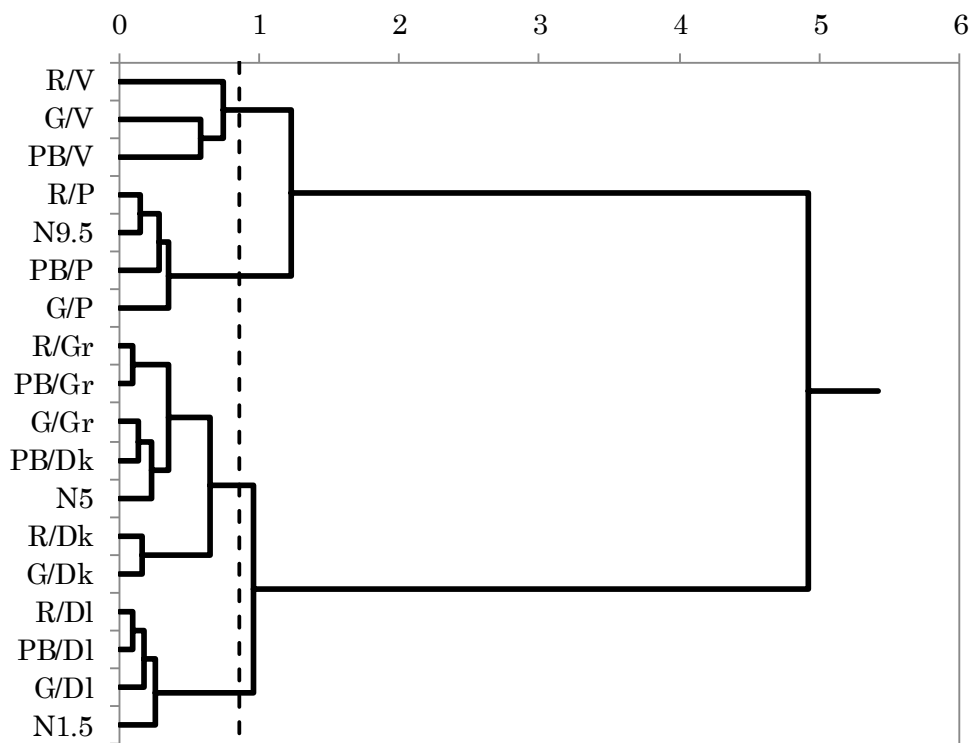 0 1 2 3 4 5 6
R/V
G/V
PB/V
R/P
N9.5
PB/P
G/P
R/Gr
PB/Gr
G/Gr
PB/Dk
N5
R/Dk
G/Dk
R/Dl
PB/Dl
G/Dl
N1.5